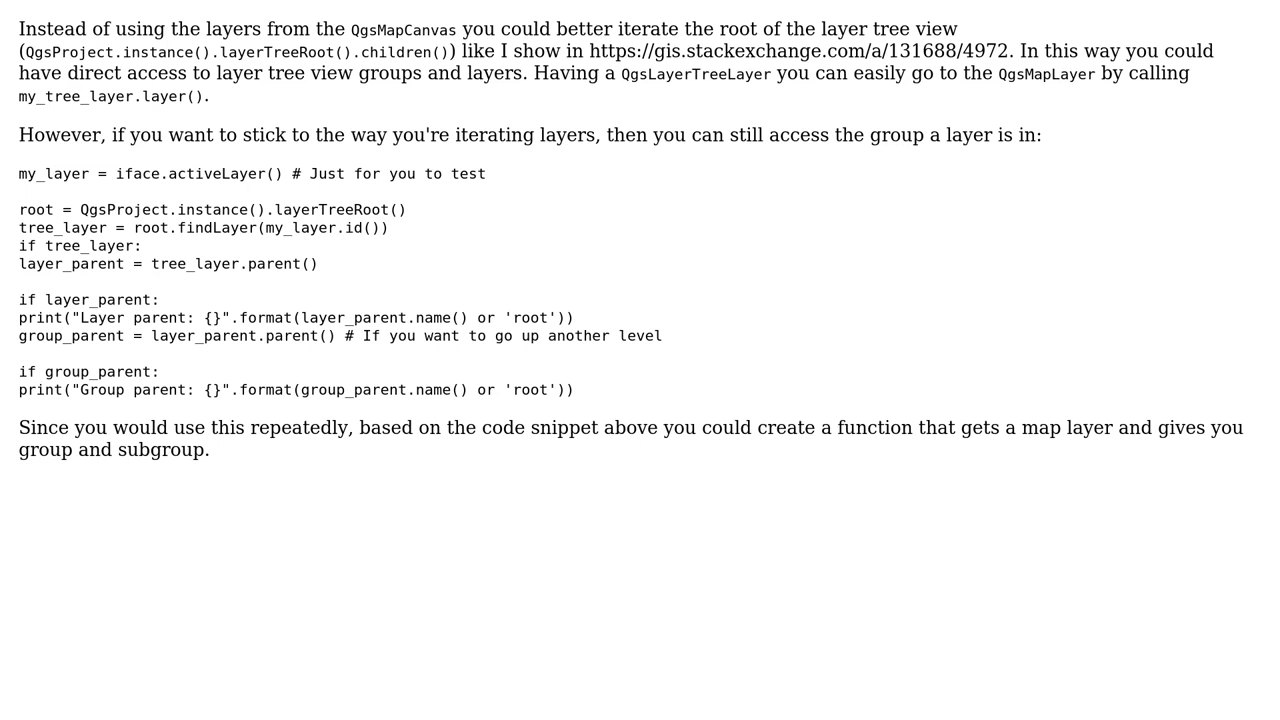 Instead of using the layers from the QgsMapCanvas you could better iterate the root of the layer tree view
(QgsProject.instance().layerTreeRoot().children()) like I show in https://gis.stackexchange.com/a/131688/4972. In this way you could
have direct access to layer tree view groups and layers. Having a QgsLayerTreeLayer you can easily go to the QgsMapLayer by calling
my_tree_layer.layer().
However, if you want to stick to the way you're iterating layers, then you can still access the group a layer is in:
my_layer = iface.activeLayer() # Just for you to test
root = QgsProject.instance().layerTreeRoot()
tree_layer = root.findLayer(my_layer.id())
if tree_layer:
layer_parent = tree_layer.parent()
if layer_parent:
print("Layer parent: {}".format(layer_parent.name() or 'root'))
group_parent = layer_parent.parent() # If you want to go up another level
if group_parent:
print("Group parent: {}".format(group_parent.name() or 'root'))
Since you would use this repeatedly, based on the code snippet above you could create a function that gets a map layer and gives you
group and subgroup.